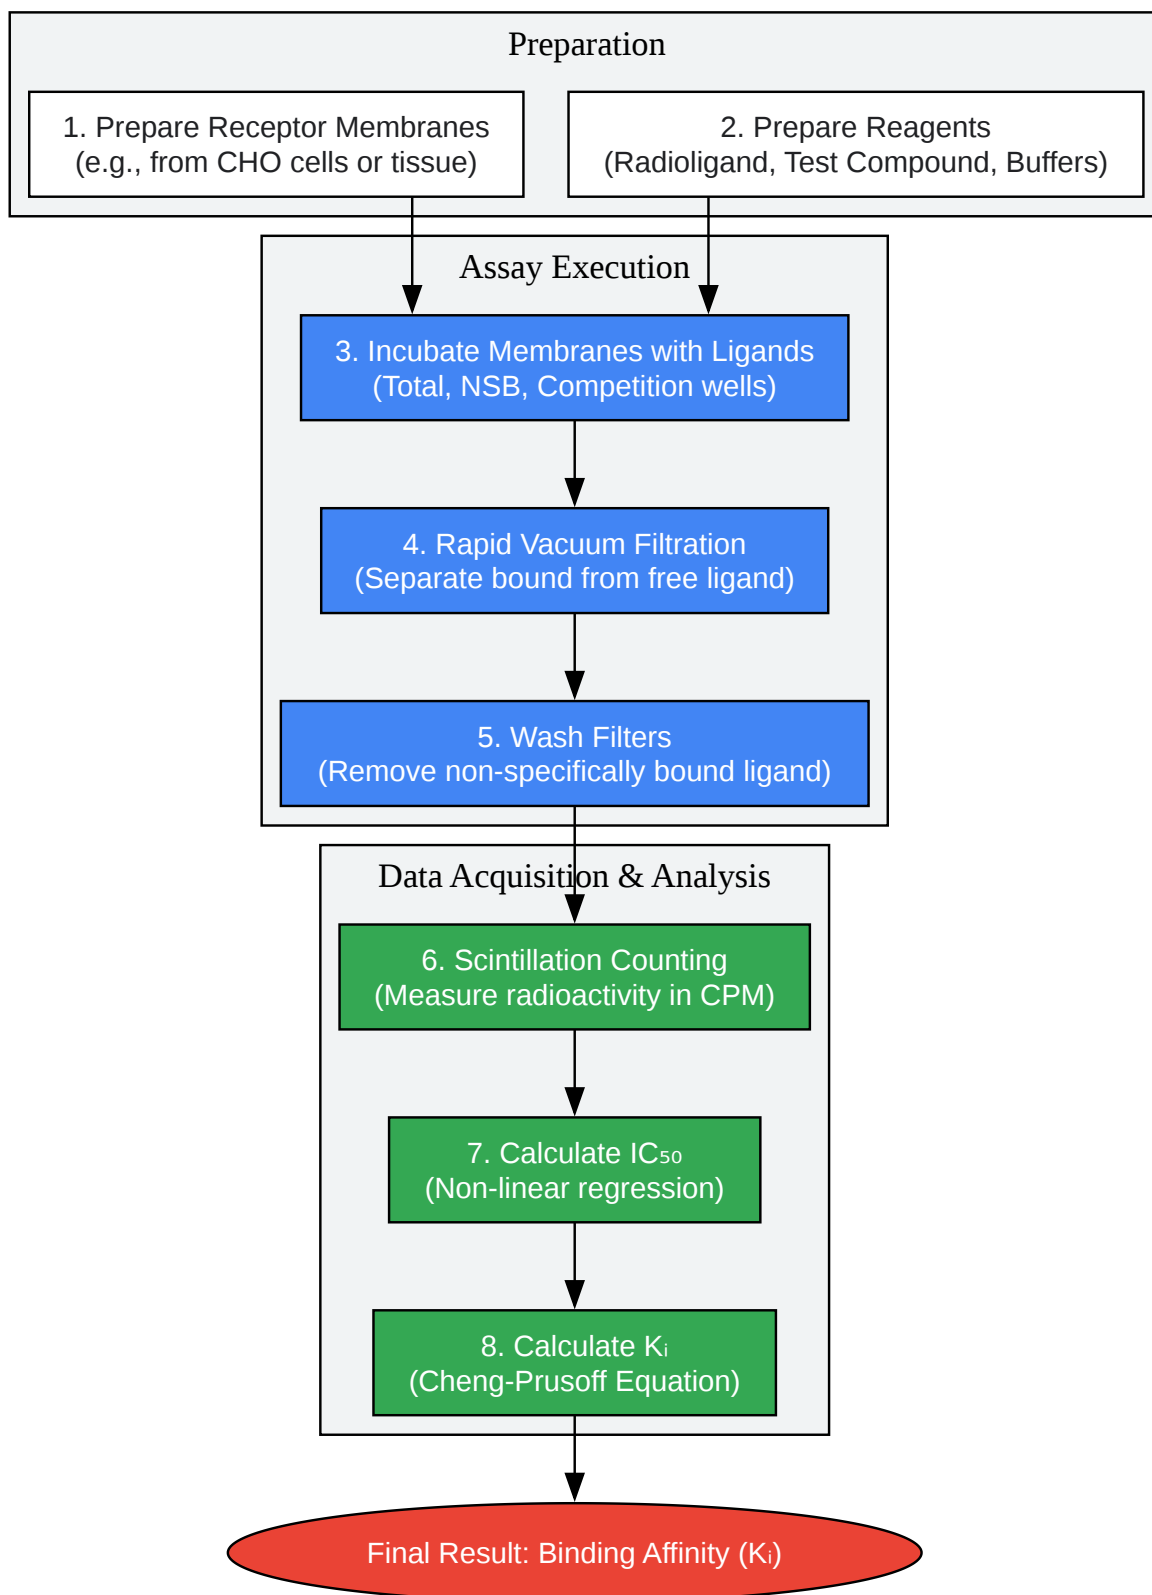 Preparation
1. Prepare Receptor Membranes
(e.g., from CHO cells or tissue)
2. Prepare Reagents
(Radioligand, Test Compound, Buffers)
Assay Execution
3. Incubate Membranes with Ligands
(Total, NSB, Competition wells)
4. Rapid Vacuum Filtration
(Separate bound from free ligand)
5. Wash Filters
(Remove non-specifically bound ligand)
Data Acquisition & Analysis
6. Scintillation Counting
(Measure radioactivity in CPM)
7. Calculate IC₅₀
(Non-linear regression)
8. Calculate Kᵢ
(Cheng-Prusoff Equation)
Final Result: Binding Affinity (Kᵢ)